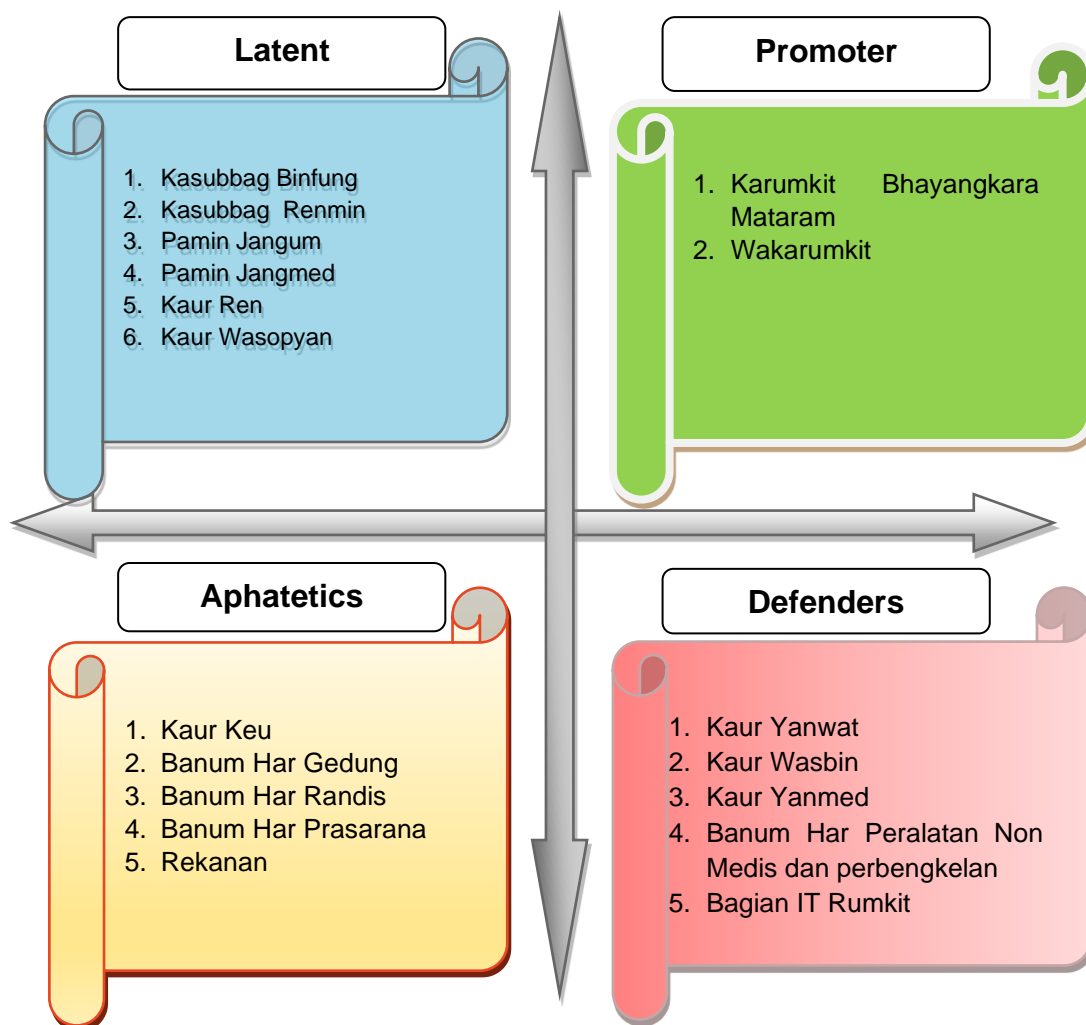 Latent
1. Kasubbag Binfung
2. Kasubbag Renmin
3. Pamin Jangum
4. Pamin Jangmed
5. Kaur Ren
6. Kaur Wasopyan
Promoter
1. Karumkit Bhayangkara
Mataram
2. Wakarumkit
Aphatetics
1. Kaur Keu
2. Banum Har Gedung
3. Banum Har Randis
4. Banum Har Prasarana
5. Rekanan
Defenders
1. Kaur Yanwat
2. Kaur Wasbin
3. Kaur Yanmed
4. Banum Har Peralatan Non
Medis dan perbengkelan
5. Bagian IT Rumkit